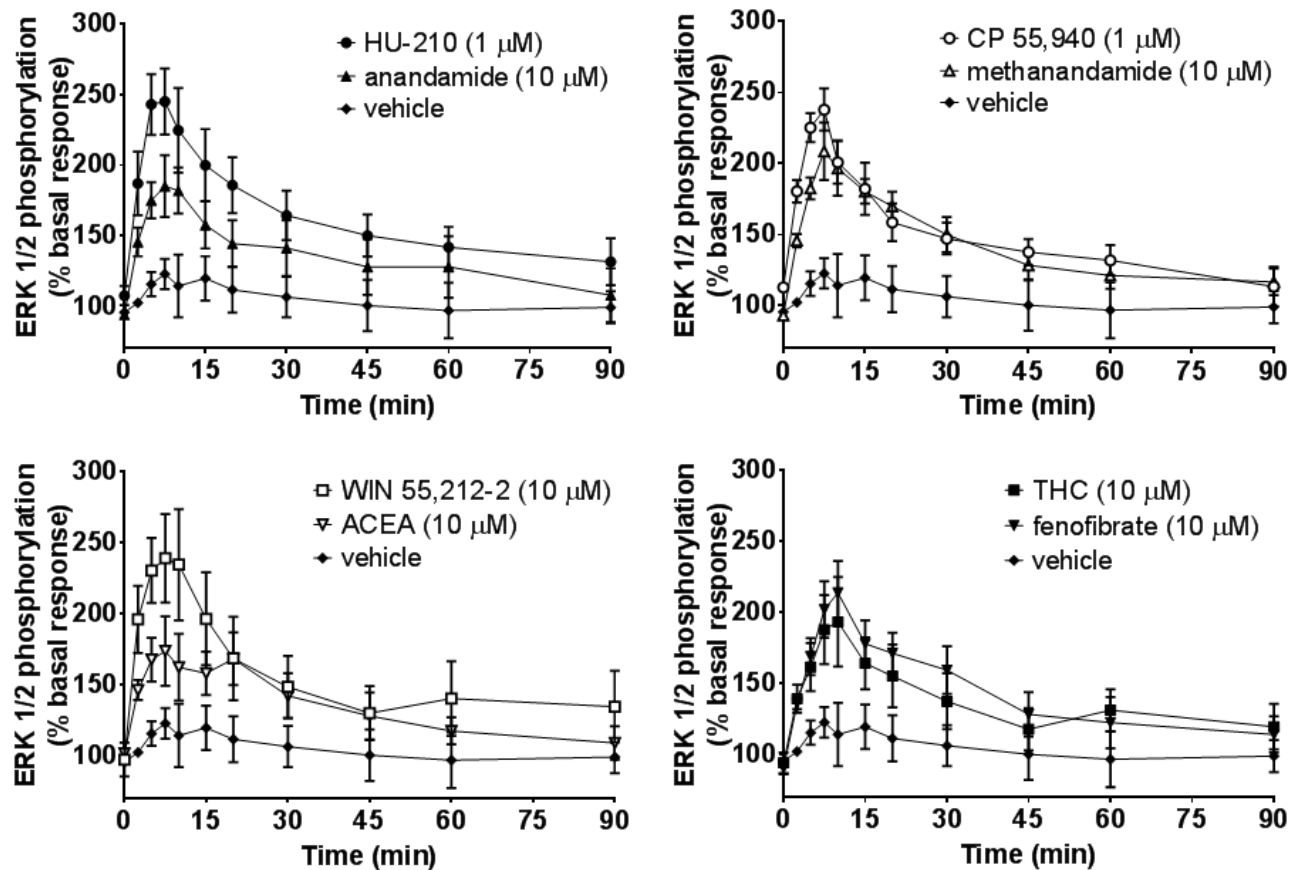 ERK 1/2 phosphorylation
(% basal response)
300
250
200
150
100
HU-210 (1 μM)
anandamide (10 μM)
vehicle
0 15 30 45 60 75 90
Time (min)
ERK 1/2 phosphorylation
(% basal response)
300
250
200
150
100
CP 55,940 (1 μM)
methanandamide (10 μM)
vehicle
0 15 30 45 60 75 90
Time (min)
ERK 1/2 phosphorylation
(% basal response)
300
250
200
150
100
WIN 55,212-2 (10 μM)
ACEA (10 μM)
vehicle
0 15 30 45 60 75 90
Time (min)
ERK 1/2 phosphorylation
(% basal response)
300
250
200
150
100
THC (10 μM)
fenofibrate (10 μM)
vehicle
0 15 30 45 60 75 90
Time (min)